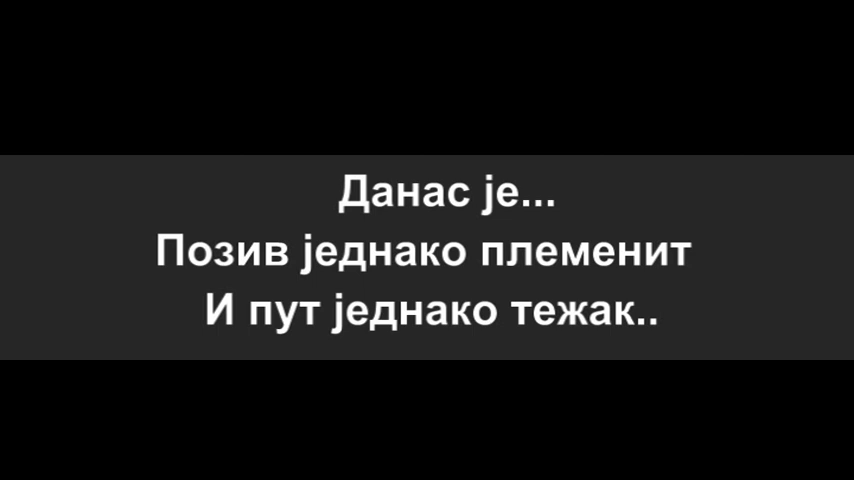 Данас је...
Позив једнако племенит
И пут једнако тежак..